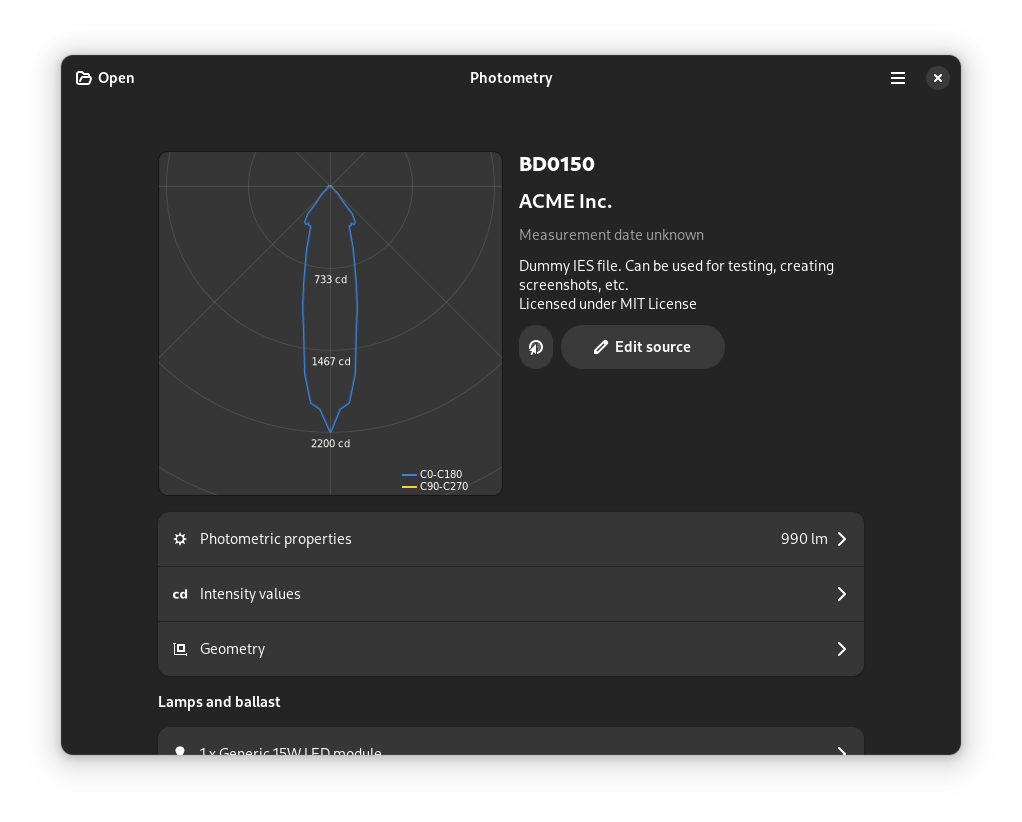 Open
Photometry
733 cd
1467 cd
2200 cd
C0-C180
C90-C270
BD0150
ACME Inc.
Measurement date unknown
Dummy IES file. Can be used for testing, creating
screenshots, etc.
Licensed under MIT License
Edit source
Photometric properties
990 lm
cd Intensity values
Geometry
Lamps and ballast
1 x Generic 15W LED module